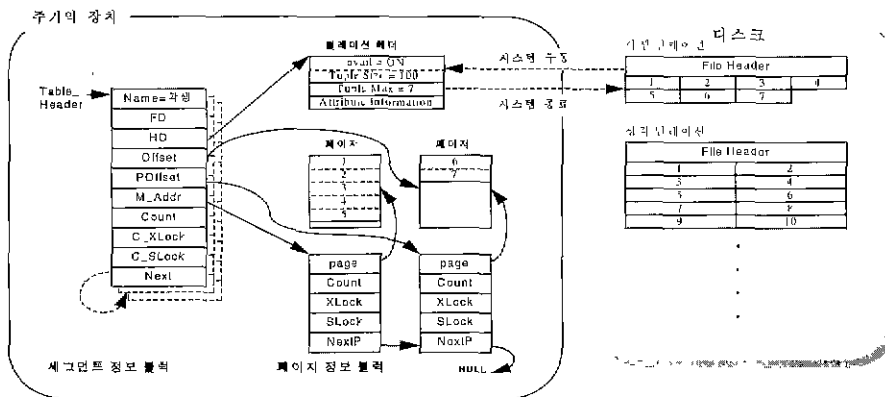 주기억 장치
디스크
릴레이션 헤더
avail = ON
Tuple Size = 100
Tuple Max = 7
Attribute Information
시스템 구동
시스템 종료
File Header
1 2 3 4
5 6 7
File Header
1 2
3 4
5 6
7 8
9 10
Table_
Header
Name=학생
FD
HD
Offset
POffset
M_Addr
Count
C_XLock
C_SLock
Next
페이지
1
2
3
4
5
페이지
6
7
page
Count
XLock
SLock
NextP
page
Count
XLock
SLock
NextP
NULL
세그먼트 정보 블럭
페이지 정보 블럭